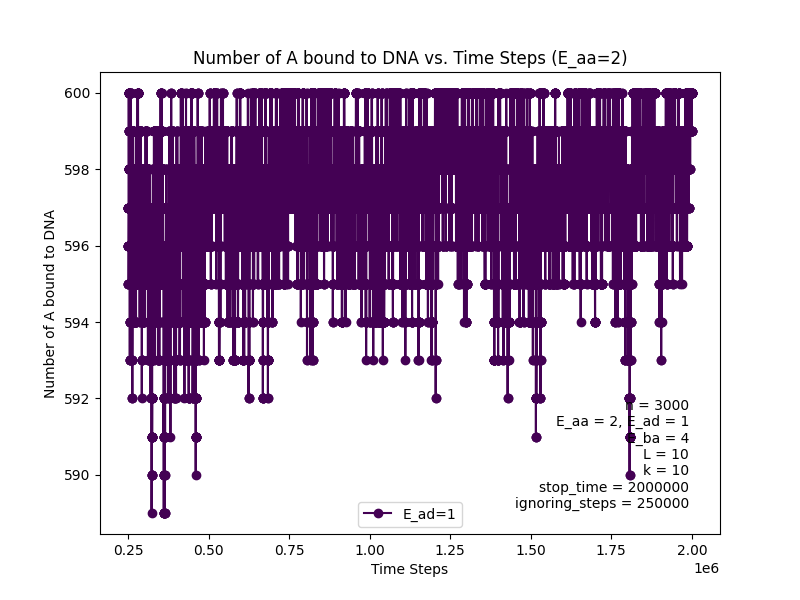 Number of A bound to DNA vs. Time Steps (E_aa=2)
Number of A bound to DNA
600
598
596
594
592
590
n = 3000
E_aa = 2, E_ad = 1
E_ba = 4
L = 10
k = 10
stop_time = 2000000
ignoring_steps = 250000
E_ad=1
0.25 0.50 0.75 1.00 1.25 1.50 1.75 2.00
1e6
Time Steps